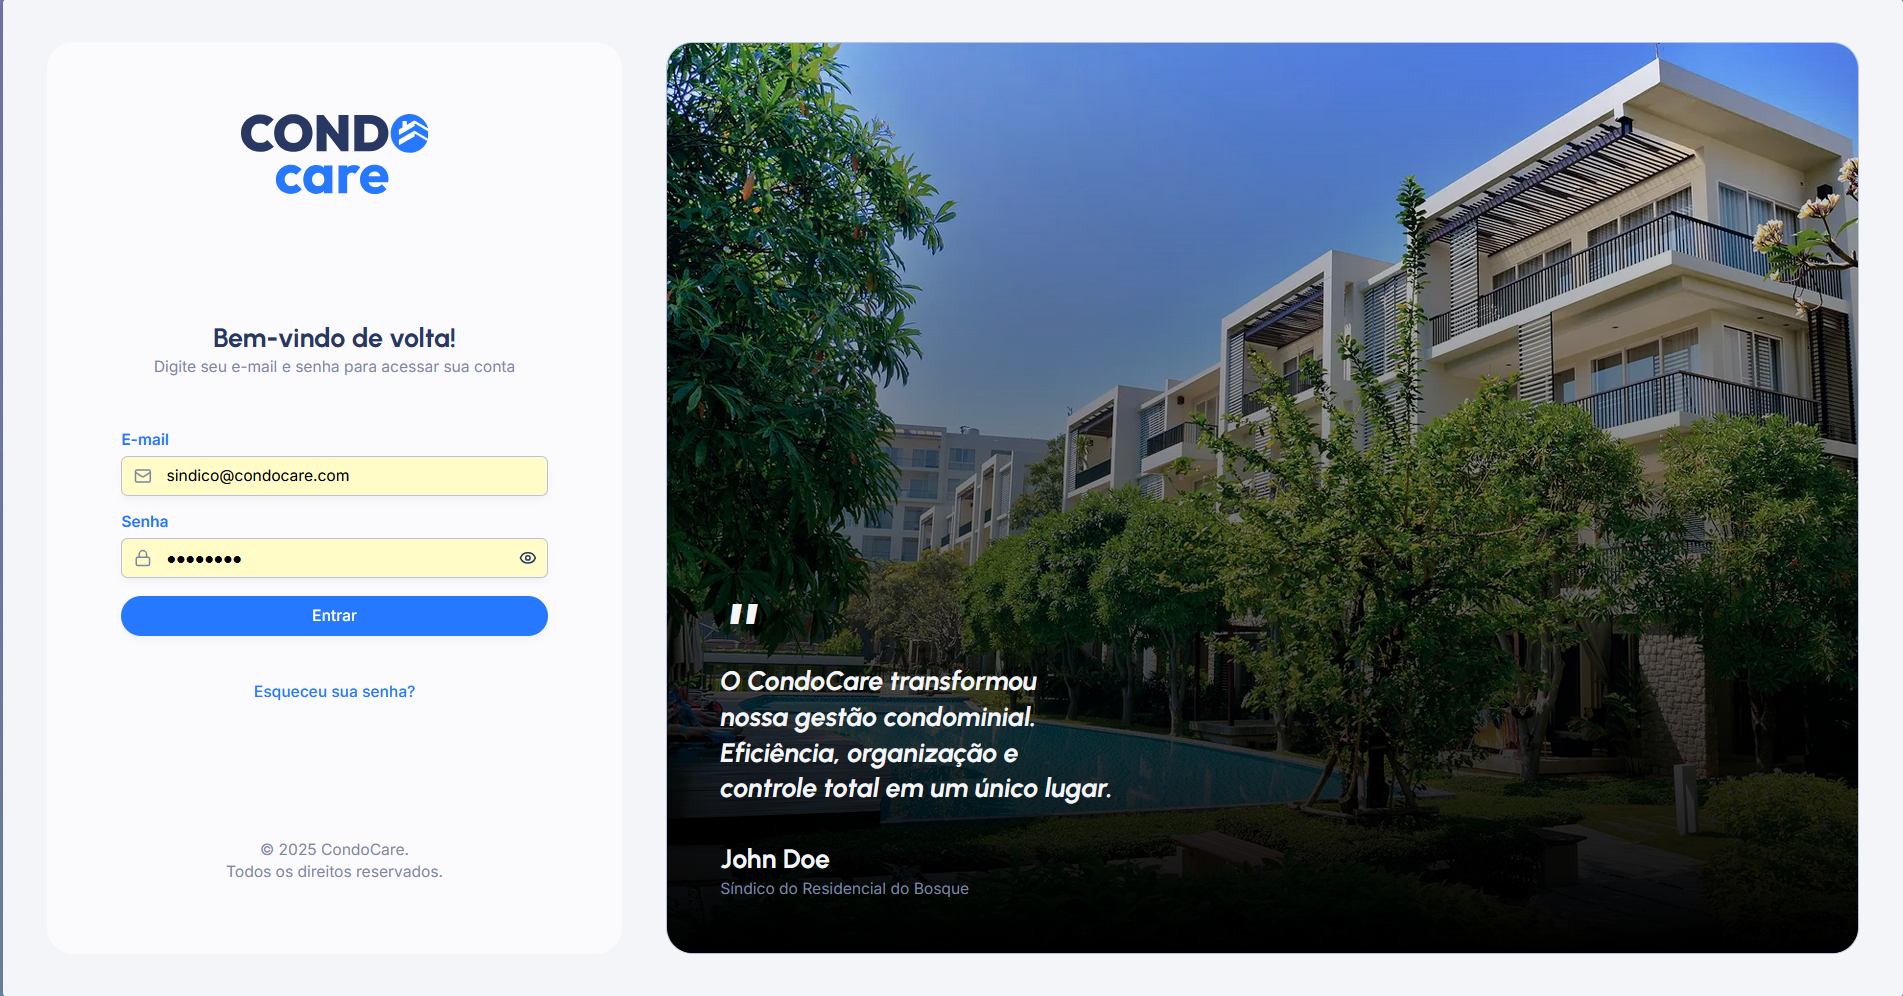 CONDO
care
Bem-vindo de volta!
Digite seu e-mail e senha para acessar sua conta
E-mail
sindico@condocare.com
Senha
••••••••
Entrar
Esqueceu sua senha?
© 2025 CondoCare.
Todos os direitos reservados.
"
O CondoCare transformou
nossa gestão condominial.
Eficiência, organização e
controle total em um único lugar.
John Doe
Síndico do Residencial do Bosque